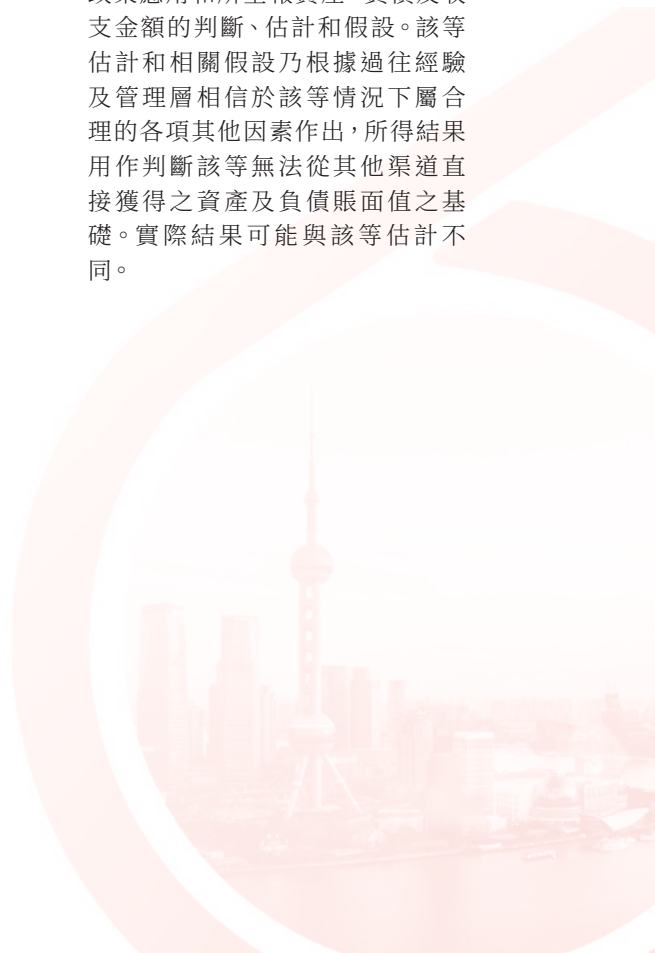 支金額的判斷、估計和假設。該等
估計和相關假設乃根據過往經驗
及管理層相信於該等情況下屬合
理的各項其他因素作出，所得結果
用作判斷該等無法從其他渠道直
接獲得之資產及負債賬面值之基
礎。實際結果可能與該等估計不
同。